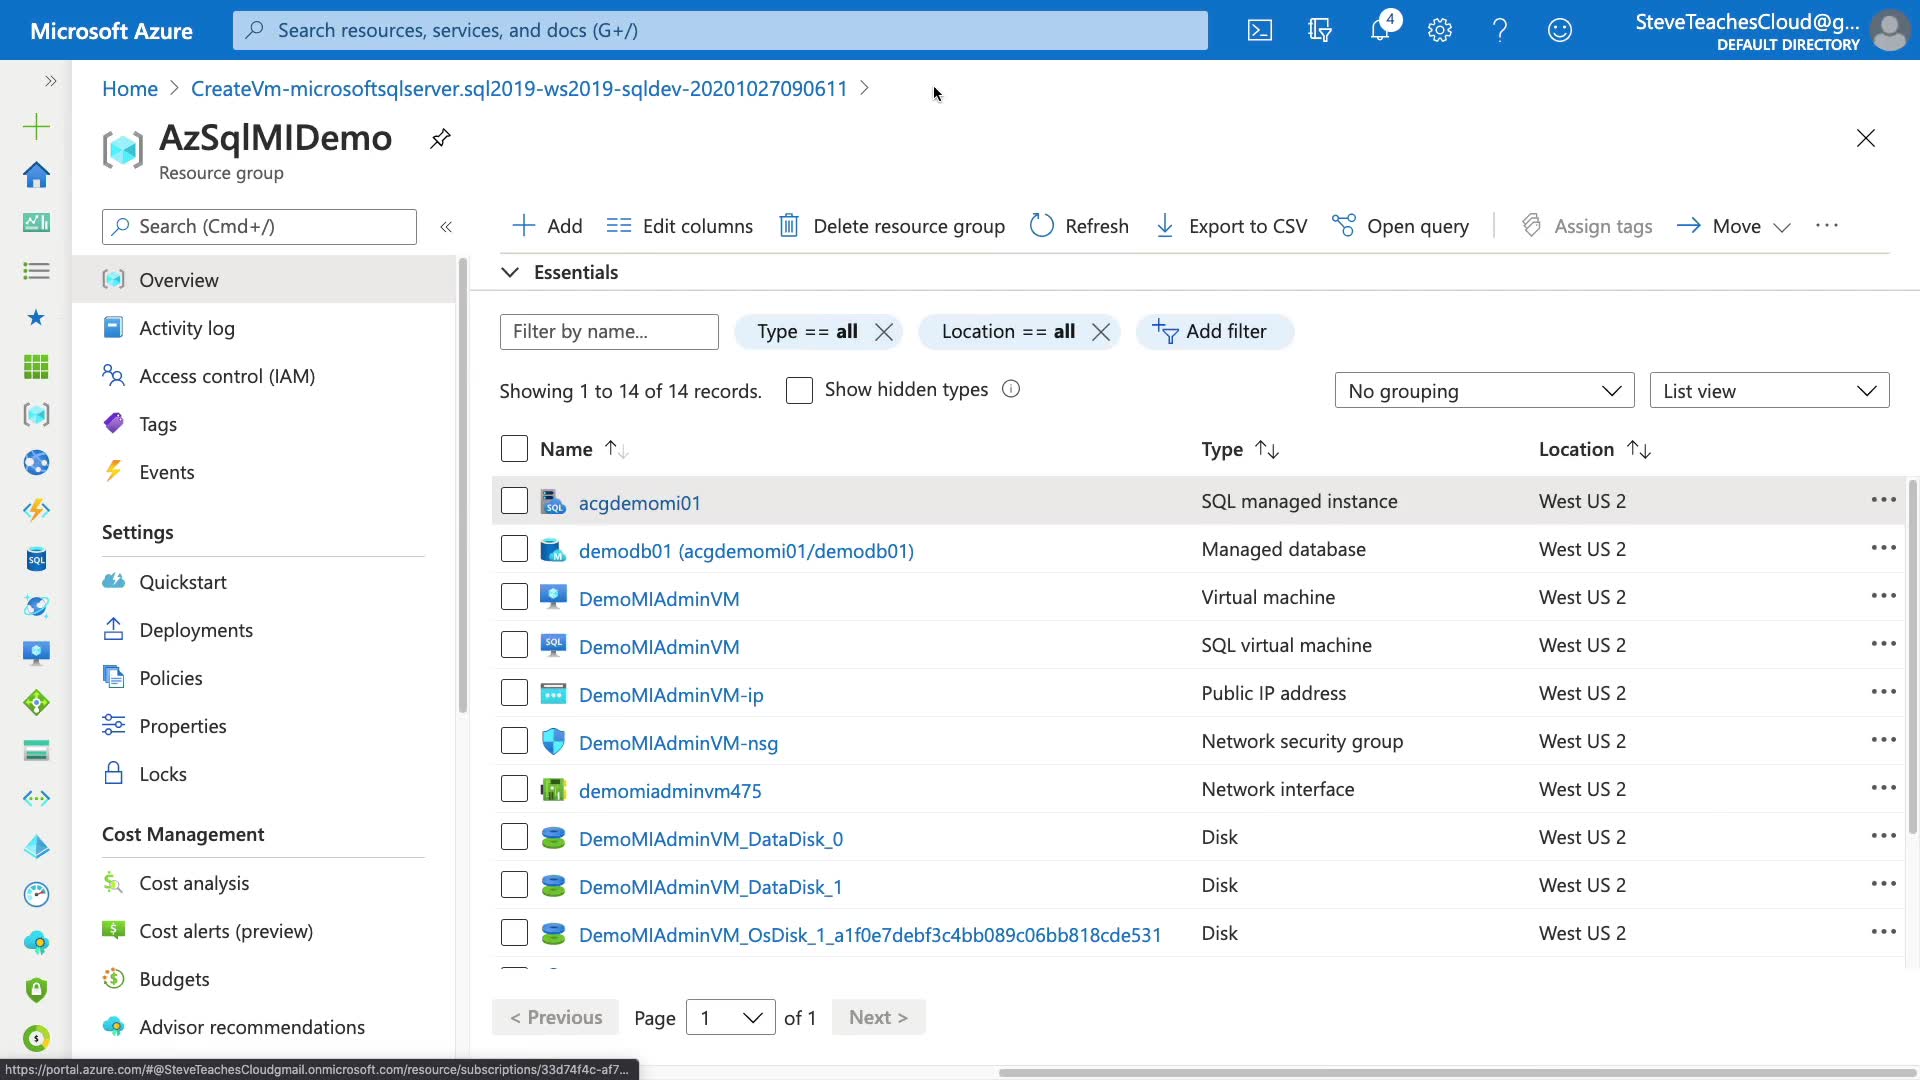 Microsoft Azure
Search resources, services, and docs (G+/)
4
SteveTeachesCloud@g...
DEFAULT DIRECTORY
Home > CreateVm-microsoftsqlserver.sql2019-ws2019-sqldev-20201027090611 >
AzSqlMIDemo
Resource group
Search (Cmd+/)
Overview
Activity log
Access control (IAM)
Tags
Events
Settings
Quickstart
Deployments
Policies
Properties
Locks
Cost Management
Cost analysis
Cost alerts (preview)
Budgets
Advisor recommendations
Add Edit columns Delete resource group Refresh Export to CSV Open query Assign tags Move ...
Essentials
Filter by name... Type == all Location == all Add filter
Showing 1 to 14 of 14 records. Show hidden types No grouping List view
Name Type Location
acgdemomi01 SQL managed instance West US 2
demodb01 (acgdemomi01/demodb01) Managed database West US 2
DemoMIAdminVM Virtual machine West US 2
DemoMIAdminVM SQL virtual machine West US 2
DemoMIAdminVM-ip Public IP address West US 2
DemoMIAdminVM-nsg Network security group West US 2
demomiadminvm475 Network interface West US 2
DemoMIAdminVM_DataDisk_0 Disk West US 2
DemoMIAdminVM_DataDisk_1 Disk West US 2
DemoMIAdminVM_OsDisk_1_a1f0e7debf3c4bb089c06bb818cde531 Disk West US 2
< Previous Page 1 of 1 Next >
https://portal.azure.com/#@SteveTeachesCloudgmail.onmicrosoft.com/resource/subscriptions/33d74f4c-af7...